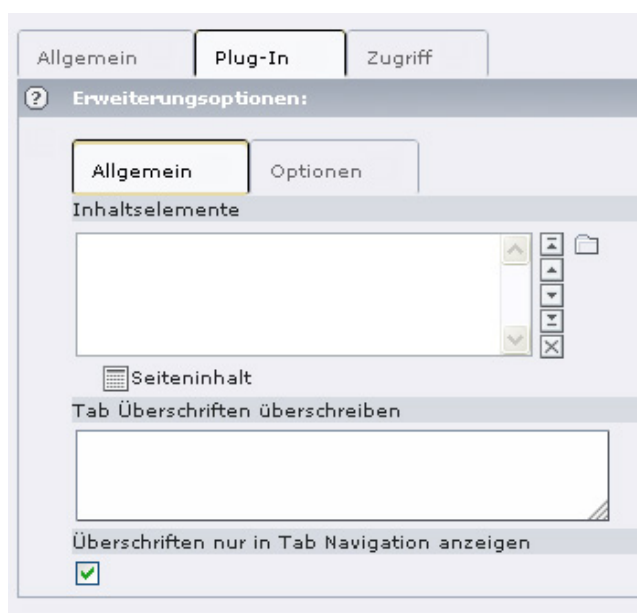 Allgemein Plug-In Zugriff
Erweiterungsoptionen:
Allgemein Optionen
Inhaltselemente
Seiteninhalt
Tab Überschriften überschreiben
Überschriften nur in Tab Navigation anzeigen